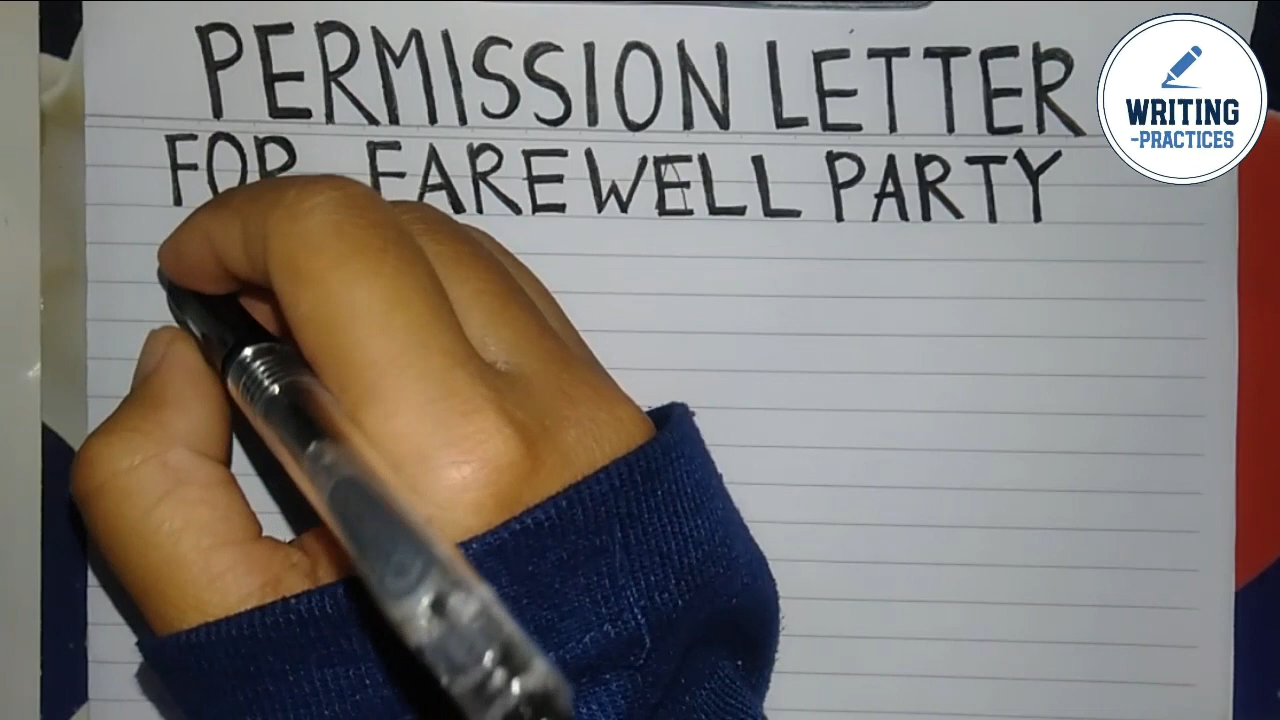 PERMISSION LETTER
FOR FAREWELL PARTY
WRITING
-PRACTICES